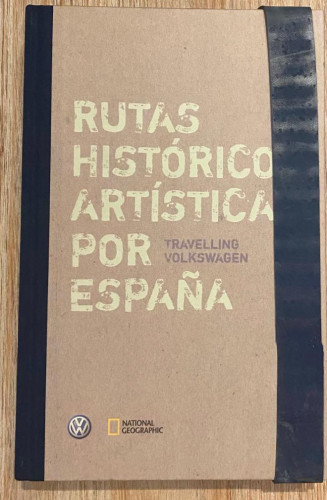 RUTAS
HISTÓRICO
ARTÍSTICA
POR
ESPAÑA
TRAVELLING
VOLKSWAGEN
NATIONAL
GEOGRAPHIC